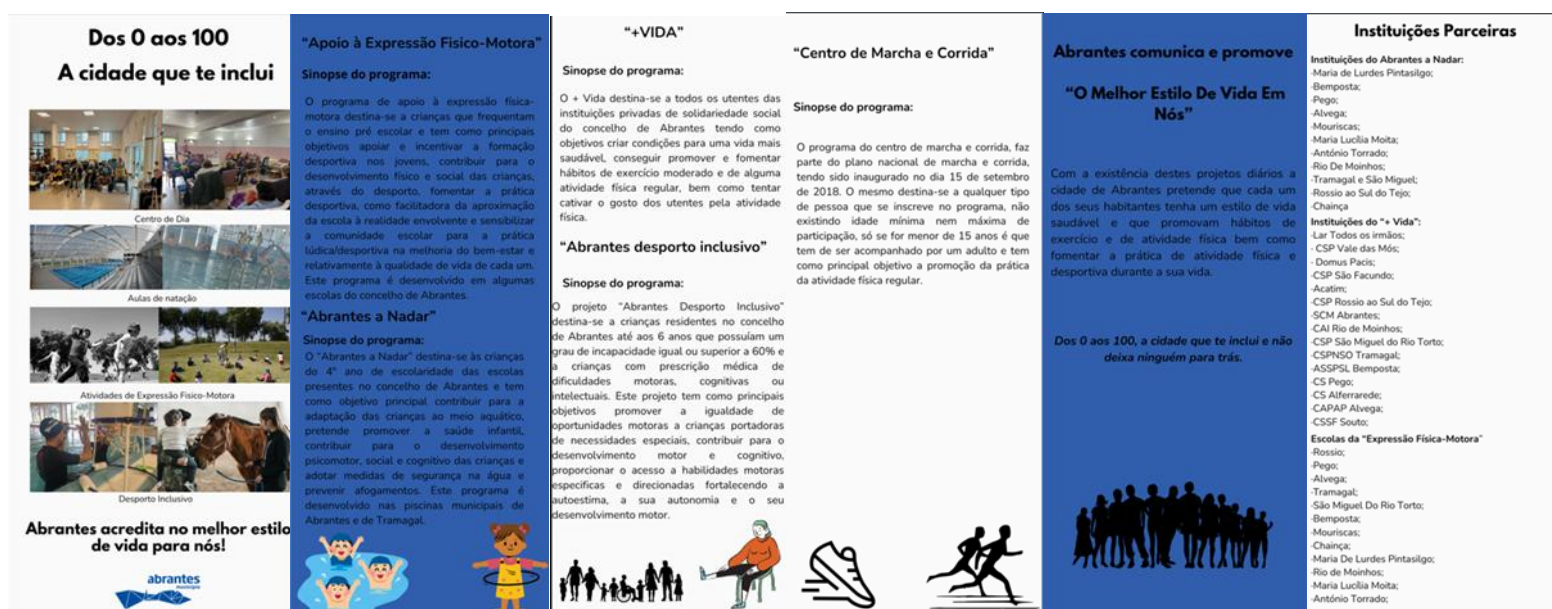 Dos 0 aos 100
A cidade que te inclui
Centro de Dia
Aulas de natação
Atividades de Expressão Fisico-Motora
Desporto Inclusivo
Abrantes acredita no melhor estilo
de vida para nós!
abrantes
município
“Apoio à Expressão Fisico-Motora”
Sinopse do programa:
O programa de apoio à expressão física-
motora destina-se a crianças que frequentam
o ensino pré escolar e tem como principais
objetivos apoiar e incentivar a formação
desportiva nos jovens, contribuir para o
desenvolvimento físico e social das crianças,
através do desporto, fomentar a prática
desportiva, como facilitadora da aproximação
da escola à realidade envolvente e sensibilizar
a comunidade escolar para a prática
lúdica/desportiva na melhoria do bem-estar e
relativamente à qualidade de vida de cada um.
Este programa é desenvolvido em algumas
escolas do concelho de Abrantes.
“Abrantes a Nadar”
Sinopse do programa:
O “Abrantes a Nadar” destina-se às crianças
do 4º ano de escolaridade das escolas
presentes no concelho de Abrantes e tem
como objetivo principal contribuir para a
adaptação das crianças ao meio aquático,
pretende promover a saúde infantil,
contribuir para o desenvolvimento
psicomotor, social e cognitivo das crianças e
adotar medidas de segurança na água e
prevenir afogamentos. Este programa é
desenvolvido nas piscinas municipais de
Abrantes e de Tramagal.
“+VIDA”
Sinopse do programa:
O + Vida destina-se a todos os utentes das
instituições privadas de solidariedade social
do concelho de Abrantes tendo como
objetivos criar condições para uma vida mais
saudável, conseguir promover e fomentar
hábitos de exercício moderado e de alguma
atividade física regular, bem como tentar
cativar o gosto dos utentes pela atividade
física.
“Abrantes desporto inclusivo”
Sinopse do programa:
O projeto “Abrantes Desporto Inclusivo”
destina-se a crianças residentes no concelho
de Abrantes até aos 6 anos que possuíam um
grau de incapacidade igual ou superior a 60% e
a crianças com prescrição médica de
dificuldades motoras, cognitivas ou
intelectuais. Este projeto tem como principais
objetivos promover a igualdade de
oportunidades motoras a crianças portadoras
de necessidades especiais, contribuir para o
desenvolvimento motor e cognitivo,
proporcionar o acesso a habilidades motoras
especificas e direcionadas fortalecendo a
autoestima, a sua autonomia e o seu
desenvolvimento motor.
“Centro de Marcha e Corrida”
Sinopse do programa:
O programa do centro de marcha e corrida, faz
parte do plano nacional de marcha e corrida,
tendo sido inaugurado no dia 15 de setembro
de 2018. O mesmo destina-se a qualquer tipo
de pessoa que se inscreve no programa, não
existindo idade mínima nem máxima de
participação, só se for menor de 15 anos é que
tem de ser acompanhado por um adulto e tem
como principal objetivo a promoção da prática
da atividade física regular.
Abrantes comunica e promove
“O Melhor Estilo De Vida Em
Nós”
Com a existência destes projetos diários a
cidade de Abrantes pretende que cada um
dos seus habitantes tenha um estilo de vida
saudável e que promovam hábitos de
exercício e de atividade física bem como
fomentar a prática de atividade física e
desportiva durante a sua vida.
Dos 0 aos 100, a cidade que te inclui e não
deixa ninguém para trás.
Instituições Parceiras
Instituições do Abrantes a Nadar:
-Maria de Lurdes Pintasilgo;
-Bemposta;
-Pego;
-Alvega;
-Mouriscas;
-Maria Lucília Moita;
-António Torrado;
-Rio De Moinhos;
-Tramagal e São Miguel;
-Rossio ao Sul do Tejo;
-Chainça
Instituições do “+ Vida”:
-Lar Todos os irmãos;
- CSP Vale das Mós;
- Domus Pacis;
-CSP São Facundo;
-Acatim;
-CSP Rossio ao Sul do Tejo;
-SCM Abrantes;
-CAI Rio de Moinhos;
-CSP São Miguel do Rio Torto;
-CSPNSO Tramagal;
-ASSPSL Bemposta;
-CS Pego;
-CS Alferrarede;
-CAPAP Alvega;
-CSSF Souto;
Escolas da “Expressão Física-Motora”
-Rossio;
-Pego;
-Alvega;
-Tramagal;
-São Miguel Do Rio Torto;
-Bemposta;
-Mouriscas;
-Chainça;
-Maria De Lurdes Pintasilgo;
-Rio de Moinhos;
-Maria Lucília Moita;
-António Torrado;